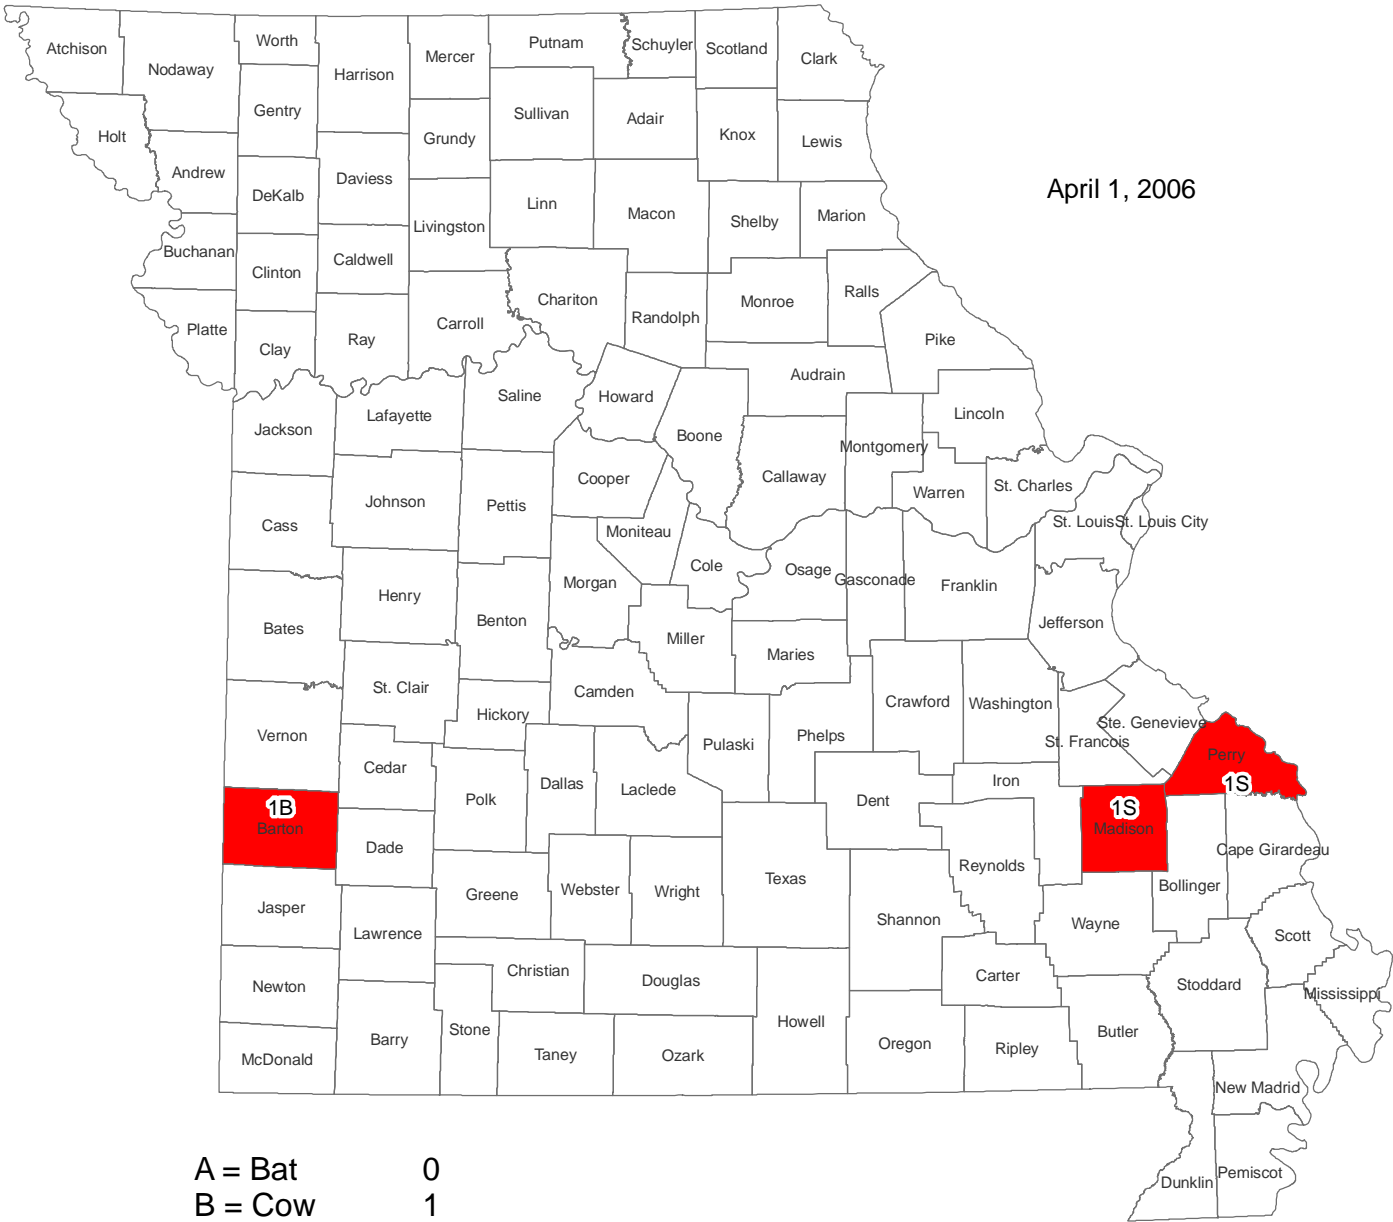 Atchison
Nodaway
Worth
Harrison
Mercer
Putnam
Schuyler
Scotland
Clark
Gentry
Sullivan
Adair
Knox
Lewis
Holt
Andrew
DeKalb
Daviess
Grundy
April 1, 2006
Linn
Macon
Shelby
Marion
Livingston
Buchanan
Clinton
Caldwell
Chariton
Randolph
Monroe
Ralls
Platte
Clay
Ray
Carroll
Pike
Audrain
Saline
Howard
Lafayette
Jackson
Boone
Lincoln
Montgomery
Cooper
Callaway
Warren
St. Charles
Johnson
Pettis
Cass
Moniteau
St. Louis
St. Louis City
Cole
Osage
Gasconade
Franklin
Morgan
Henry
Benton
Bates
Miller
Jefferson
Maries
St. Clair
Camden
Crawford
Washington
Hickory
Ste. Genevieve
Vernon
Pulaski
Phelps
St. Francois
Perry
1S
Cedar
Dallas
Laclede
Polk
Dent
Iron
1B
Barton
1S
Madison
Dade
Cape Girardeau
Greene
Webster
Wright
Texas
Reynolds
Bollinger
Jasper
Lawrence
Shannon
Wayne
Scott
Christian
Douglas
Carter
Stoddard
Mississippi
Newton
Howell
Stone
Barry
Taney
Ozark
Oregon
Ripley
Butler
McDonald
New Madrid
Pemiscot
Dunklin
A = Bat 0
B = Cow 1